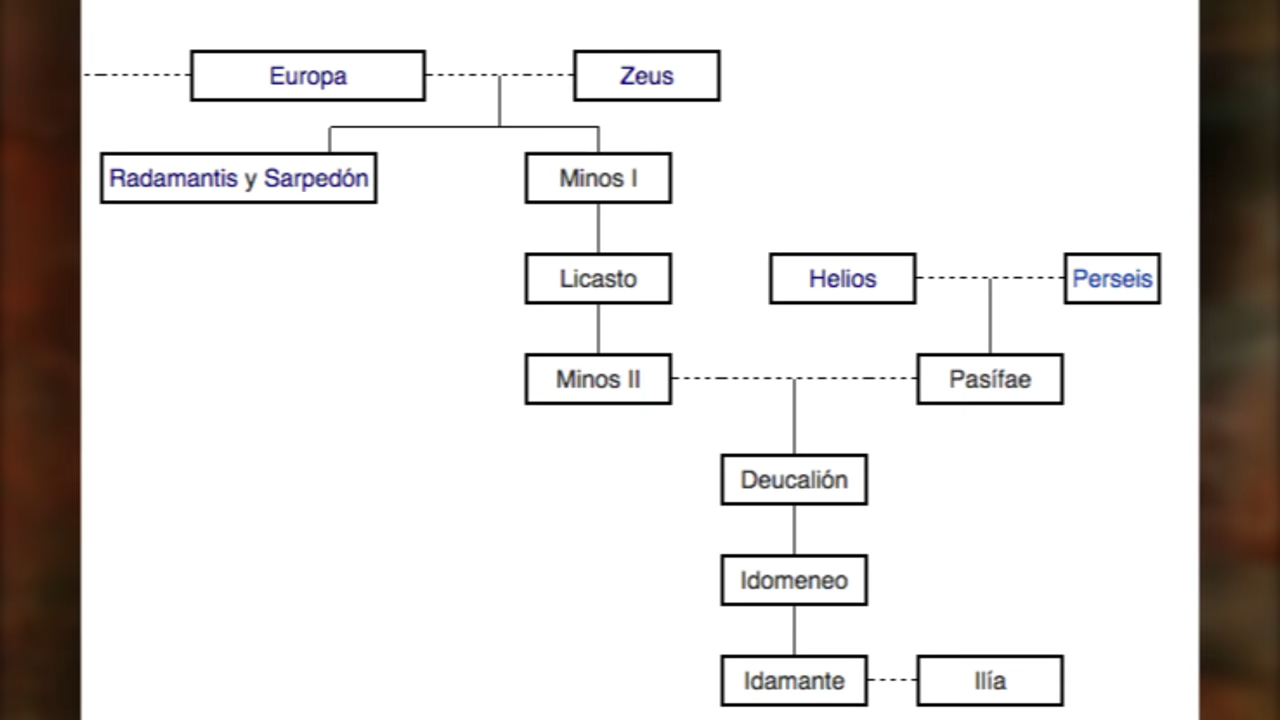 Europa
Zeus
Radamantis y Sarpedón
Minos I
Licasto
Helios
Perseis
Minos II
Pasífae
Deucalión
Idomeneo
Idamante
Ilía